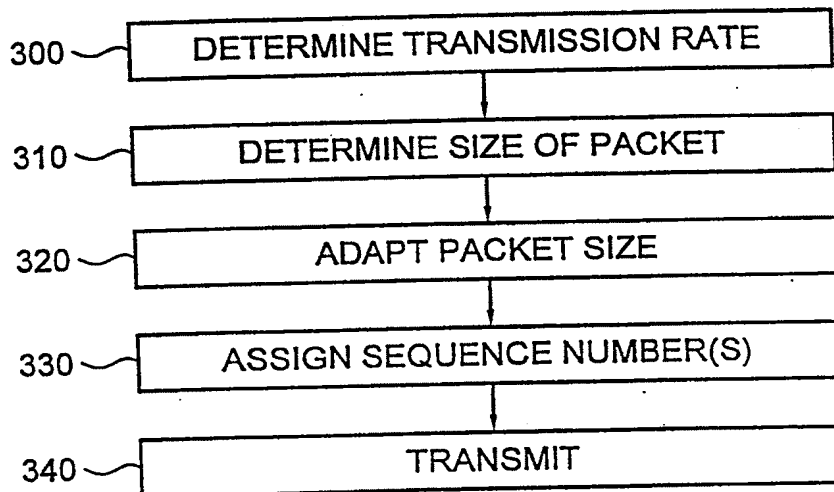 300 DETERMINE TRANSMISSION RATE
310 DETERMINE SIZE OF PACKET
320 ADAPT PACKET SIZE
330 ASSIGN SEQUENCE NUMBER(S)
340 TRANSMIT